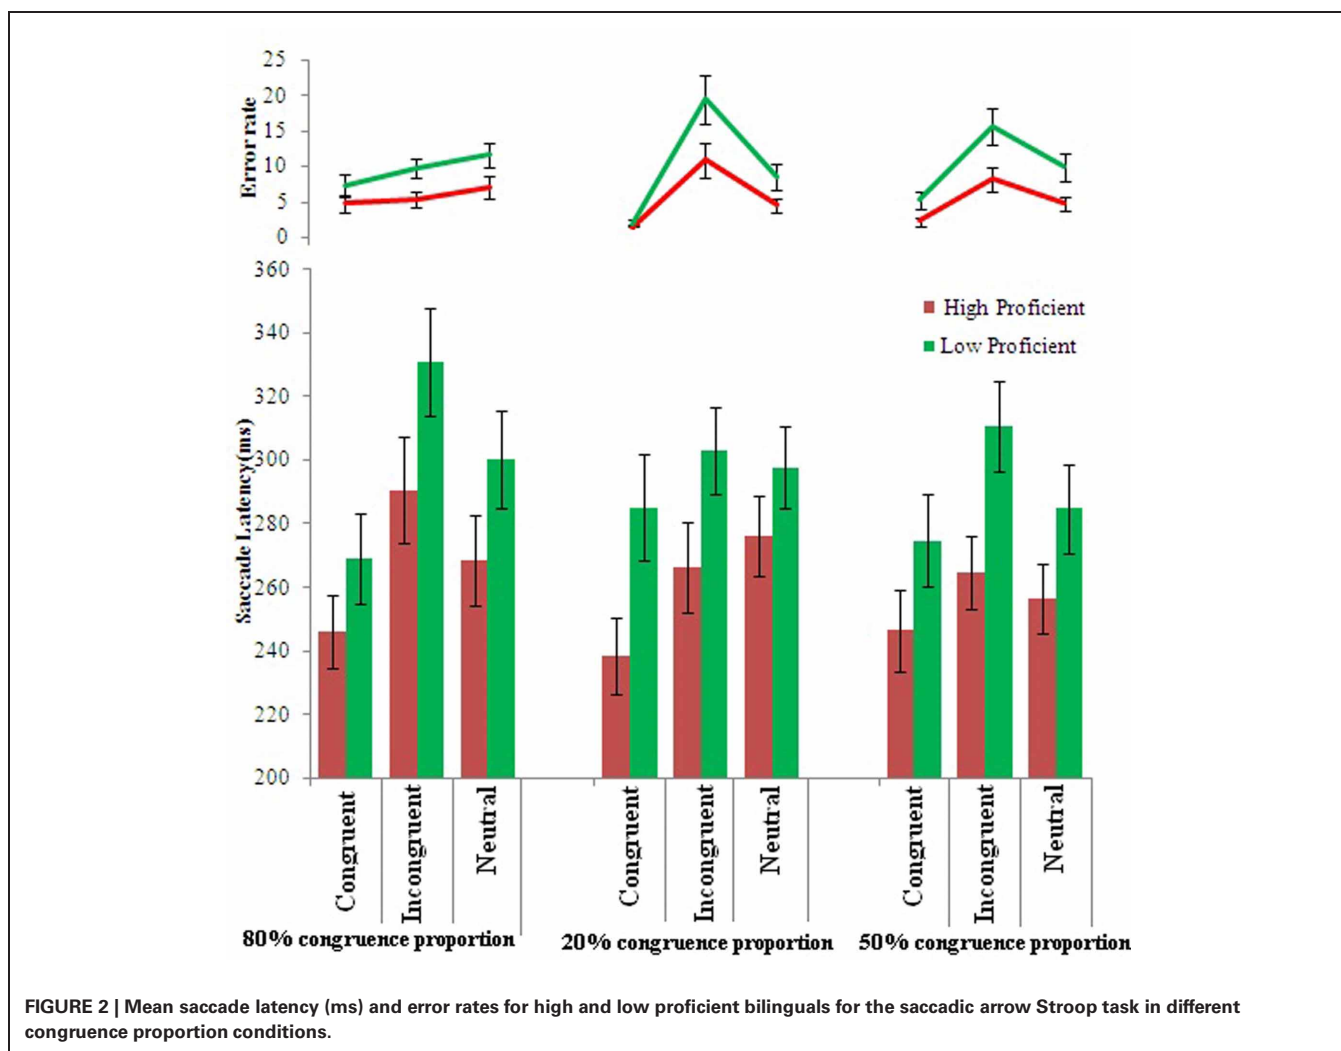 25
20
15
10
5
0
Error rate
360
340
320
300
280
260
240
220
200
Saccade Latency(ms)
High Proficient
Low Proficient
Congruent
Incongruent
Neutral
Congruent
Incongruent
Neutral
Congruent
Incongruent
Neutral
80% congruence proportion
20% congruence proportion
50% congruence proportion
FIGURE 2 | Mean saccade latency (ms) and error rates for high and low proficient bilinguals for the saccadic arrow Stroop task in different
congruence proportion conditions.